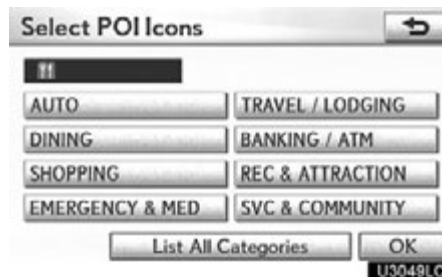 Select POI Icons
AUTO
TRAVEL / LODGING
DINING
BANKING / ATM
SHOPPING
REC & ATTRACTION
EMERGENCY & MED
SVC & COMMUNITY
List All Categories
OK
U3049LC